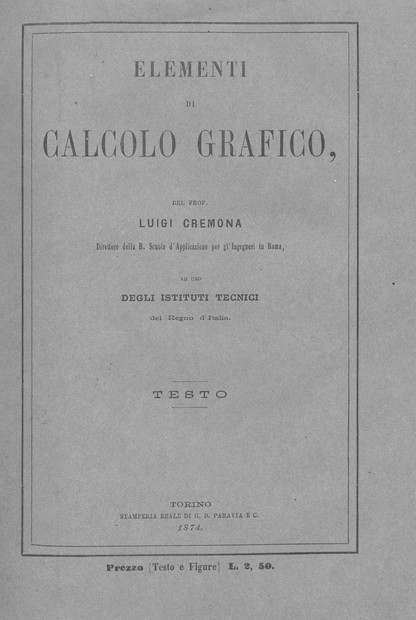 ELEMENTI
DI
CALCOLO GRAFICO,
DEL PROF.
LUIGI CREMONA
Direttore della R. Scuola d'Applicazione per gl'Ingegneri in Roma,
AD USO
DEGLI ISTITUTI TECNICI
del Regno d'Italia.
TESTO
TORINO
STAMPERIA REALE DI G. B. PARAVIA E C.
1874.
Prezzo (Testo e Figure) L. 2, 50.